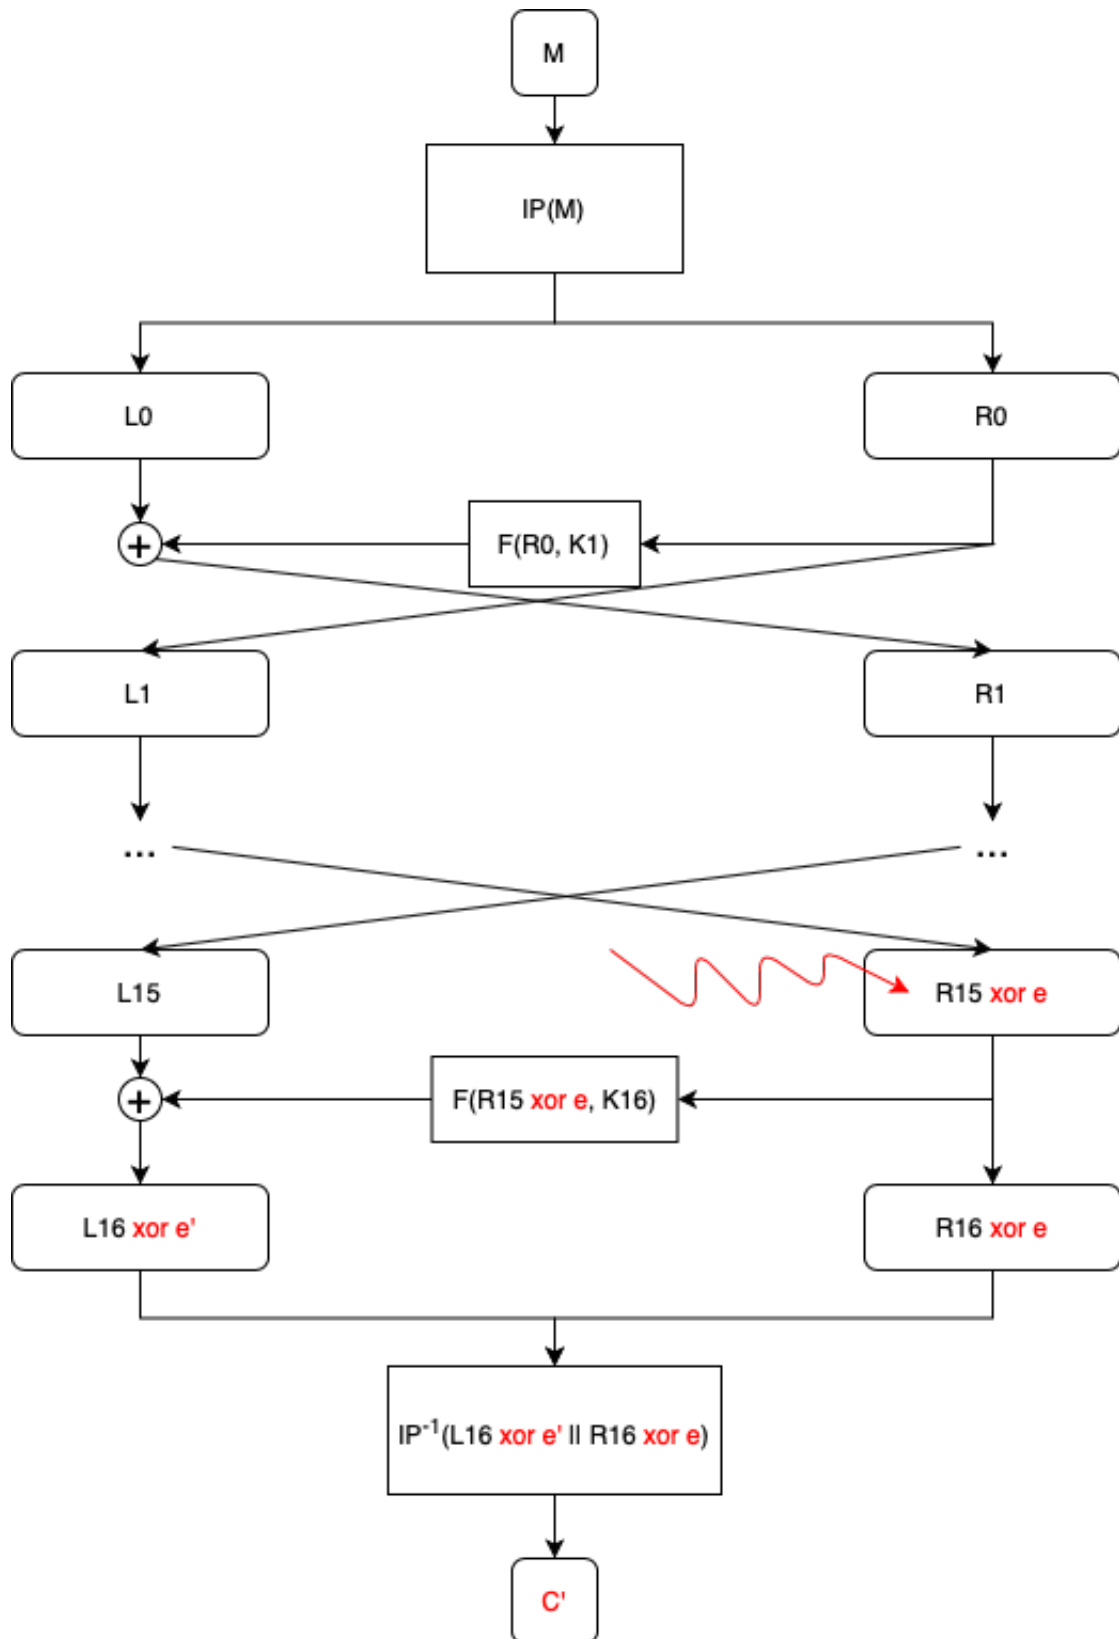 M
IP(M)
L0
R0
+
F(R0, K1)
L1
R1
...
...
L15
R15 xor e
+
F(R15 xor e, K16)
L16 xor e'
R16 xor e
IP⁻¹(L16 xor e' || R16 xor e)
C'